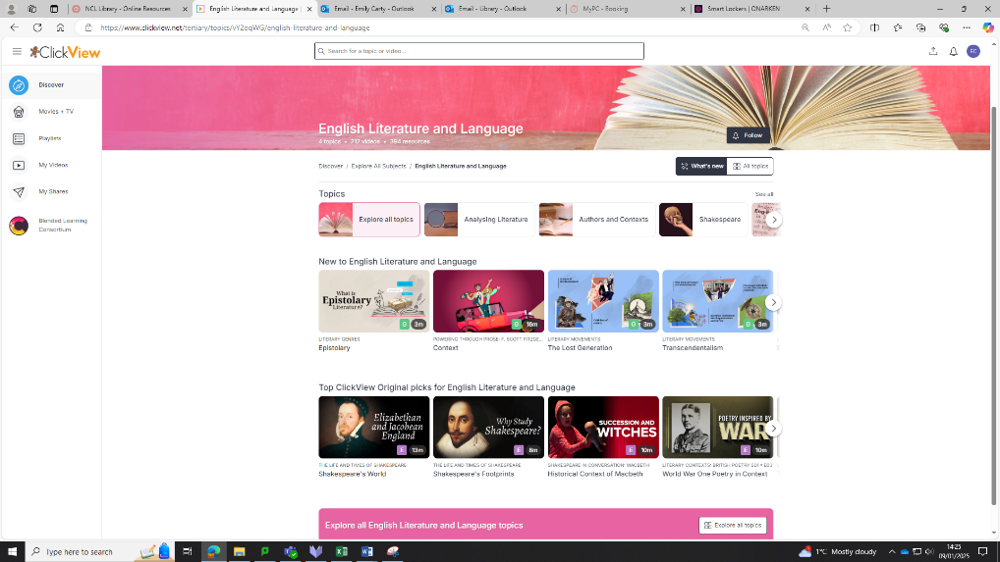 NCL Library - Online Resources
English Literature and Language |
Email - Emily Carty - Outlook
Email - Library - Outlook
MyPC - Booking
Smart Lockers | ONARKEN
https://www.clickview.net/tertiary/topics/vY2oqWG/english-literature-and-language
ClickView
Search for a topic or video...
EC
Discover
Movies + TV
Playlists
My Videos
My Shares
Blended Learning
Consortium
English Literature and Language
4 topics • 212 videos • 394 resources
Follow
Discover / Explore All Subjects / English Literature and Language
What's new
All topics
Topics
See all
Explore all topics
Analysing Literature
Authors and Contexts
Shakespeare
New to English Literature and Language
What is
Epistolary
Literature?
G 3m
G 16m
G 3m
G 3m
LITERARY GENRES
POWERING THROUGH PROSE: F. SCOTT FITZGE...
LITERARY MOVEMENTS
LITERARY MOVEMENTS
Epistolary
Context
The Lost Generation
Transcendentalism
Top ClickView Original picks for English Literature and Language
Elizabethan
and Jacobean
England
E 13m
Why Study
Shakespeare?
E 8m
SUCCESSION AND
WITCHES
E 10m
POETRY INSPIRED BY
WAR
E 10m
THE LIFE AND TIMES OF SHAKESPEARE
THE LIFE AND TIMES OF SHAKESPEARE
SHAKESPEARE IN CONVERSATION: MACBETH
LITERARY CONTEXTS: BRITISH POETRY
Shakespeare's World
Shakespeare's Footprints
Historical Context of Macbeth
World War One Poetry in Context
Explore all English Literature and Language topics
Explore all topics
Type here to search
1°C Mostly cloudy
14:25
09/01/2025